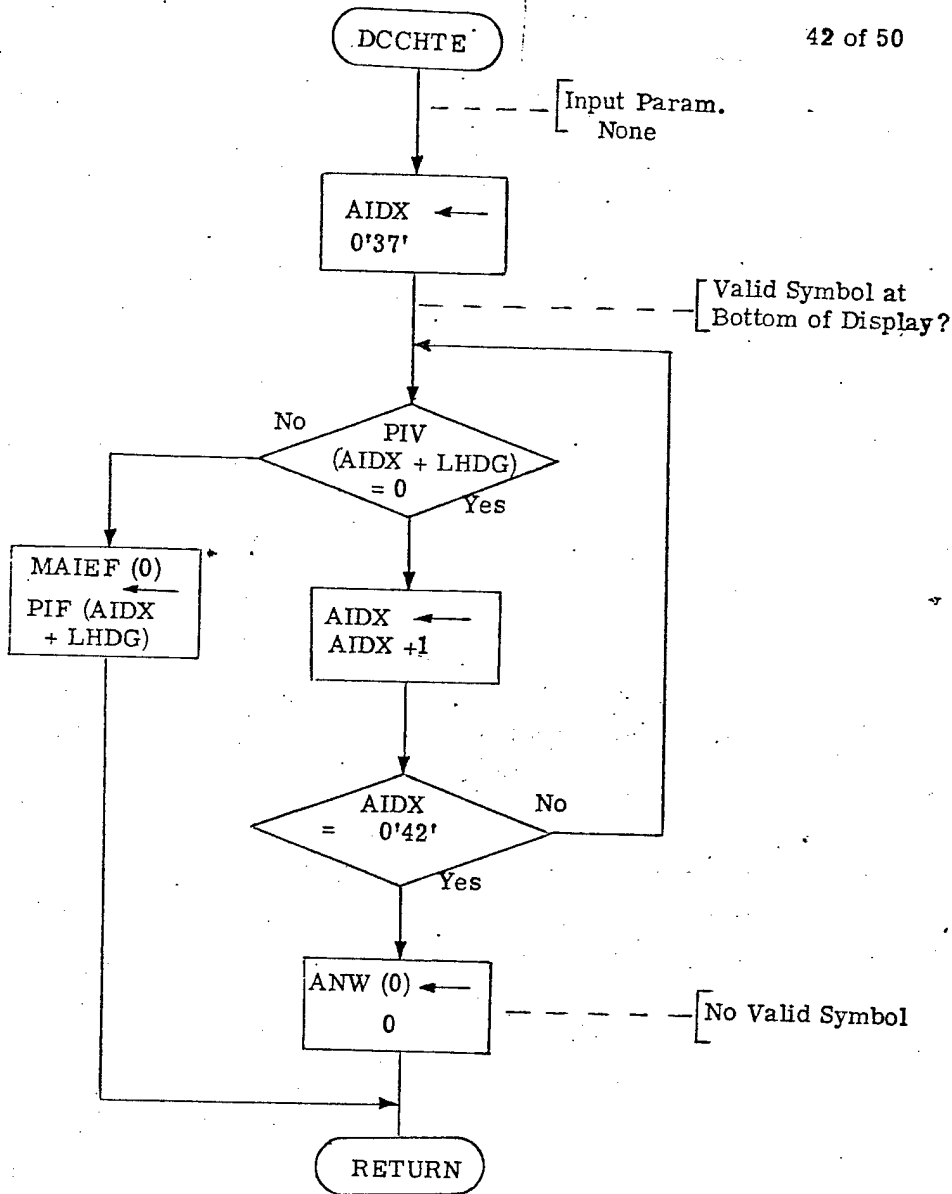 42 of 50
DCCHTE
Input Param.
None
AIDX ←
0'37'
Valid Symbol at
Bottom of Display?
No
PIV
(AIDX + LHDG)
= 0
Yes
MAIEF (0)
←
PIF (AIDX
+ LHDG)
AIDX ←
AIDX +1
AIDX
= 0'42'
No
Yes
ANW (0) ←
0
No Valid Symbol
RETURN